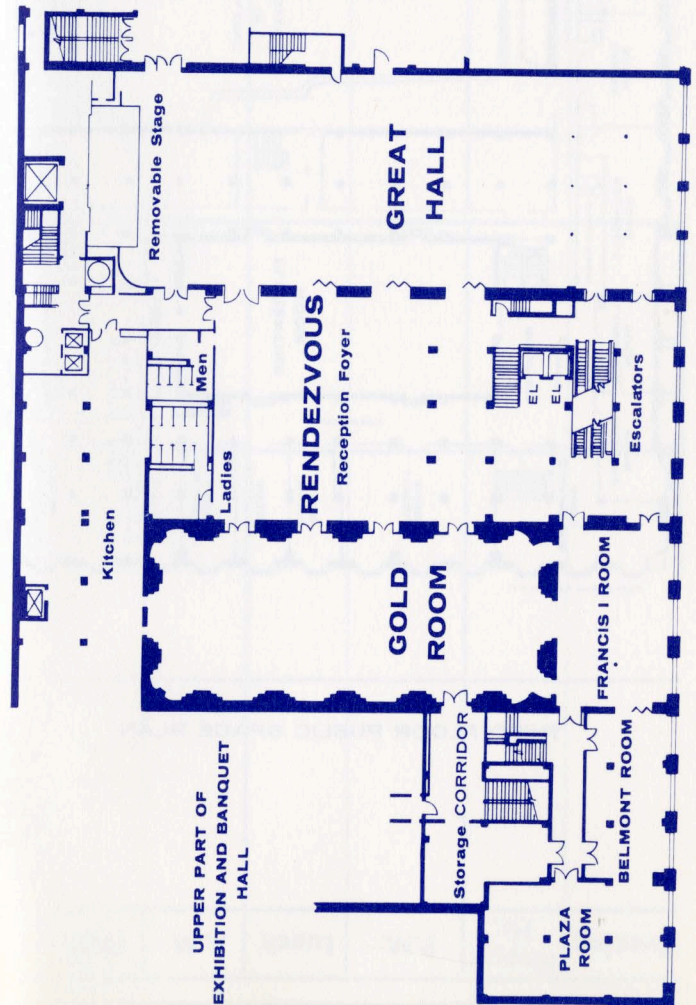 Removable Stage
GREAT
HALL
Men
Ladies
RENDEZVOUS
Reception Foyer
EL
EL
Escalators
Kitchen
GOLD
ROOM
FRANCIS I ROOM
UPPER PART OF
EXHIBITION AND BANQUET
HALL
Storage CORRIDOR
BELMONT ROOM
PLAZA
ROOM